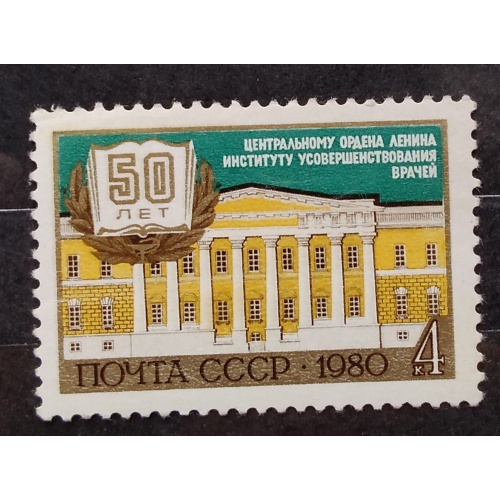 ЦЕНТРАЛЬНОМУ ОРДЕНА ЛЕНИНА
ИНСТИТУТУ УСОВЕРШЕНСТВОВАНИЯ
ВРАЧЕЙ
50
ЛЕТ
ПОЧТА СССР · 1980
4
к